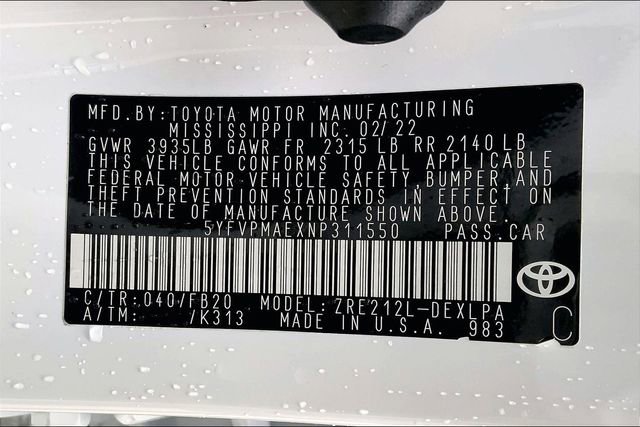 MFD. BY: TOYOTA MOTOR MANUFACTURING
MISSISSIPPI INC. 02/22
GVWR 3935LB GAWR FR 2315 LB RR 2140 LB
THIS VEHICLE CONFORMS TO ALL APPLICABLE
FEDERAL MOTOR VEHICLE SAFETY, BUMPER, AND
THEFT PREVENTION STANDARDS IN EFFECT ON
THE DATE OF MANUFACTURE SHOWN ABOVE.
5YFVPMAEXNP311550 PASS. CAR
C/TR: 040/FB20 MODEL: ZRE212L-DEXLPA
A/TM: /K313 MADE IN U.S.A. 983
C